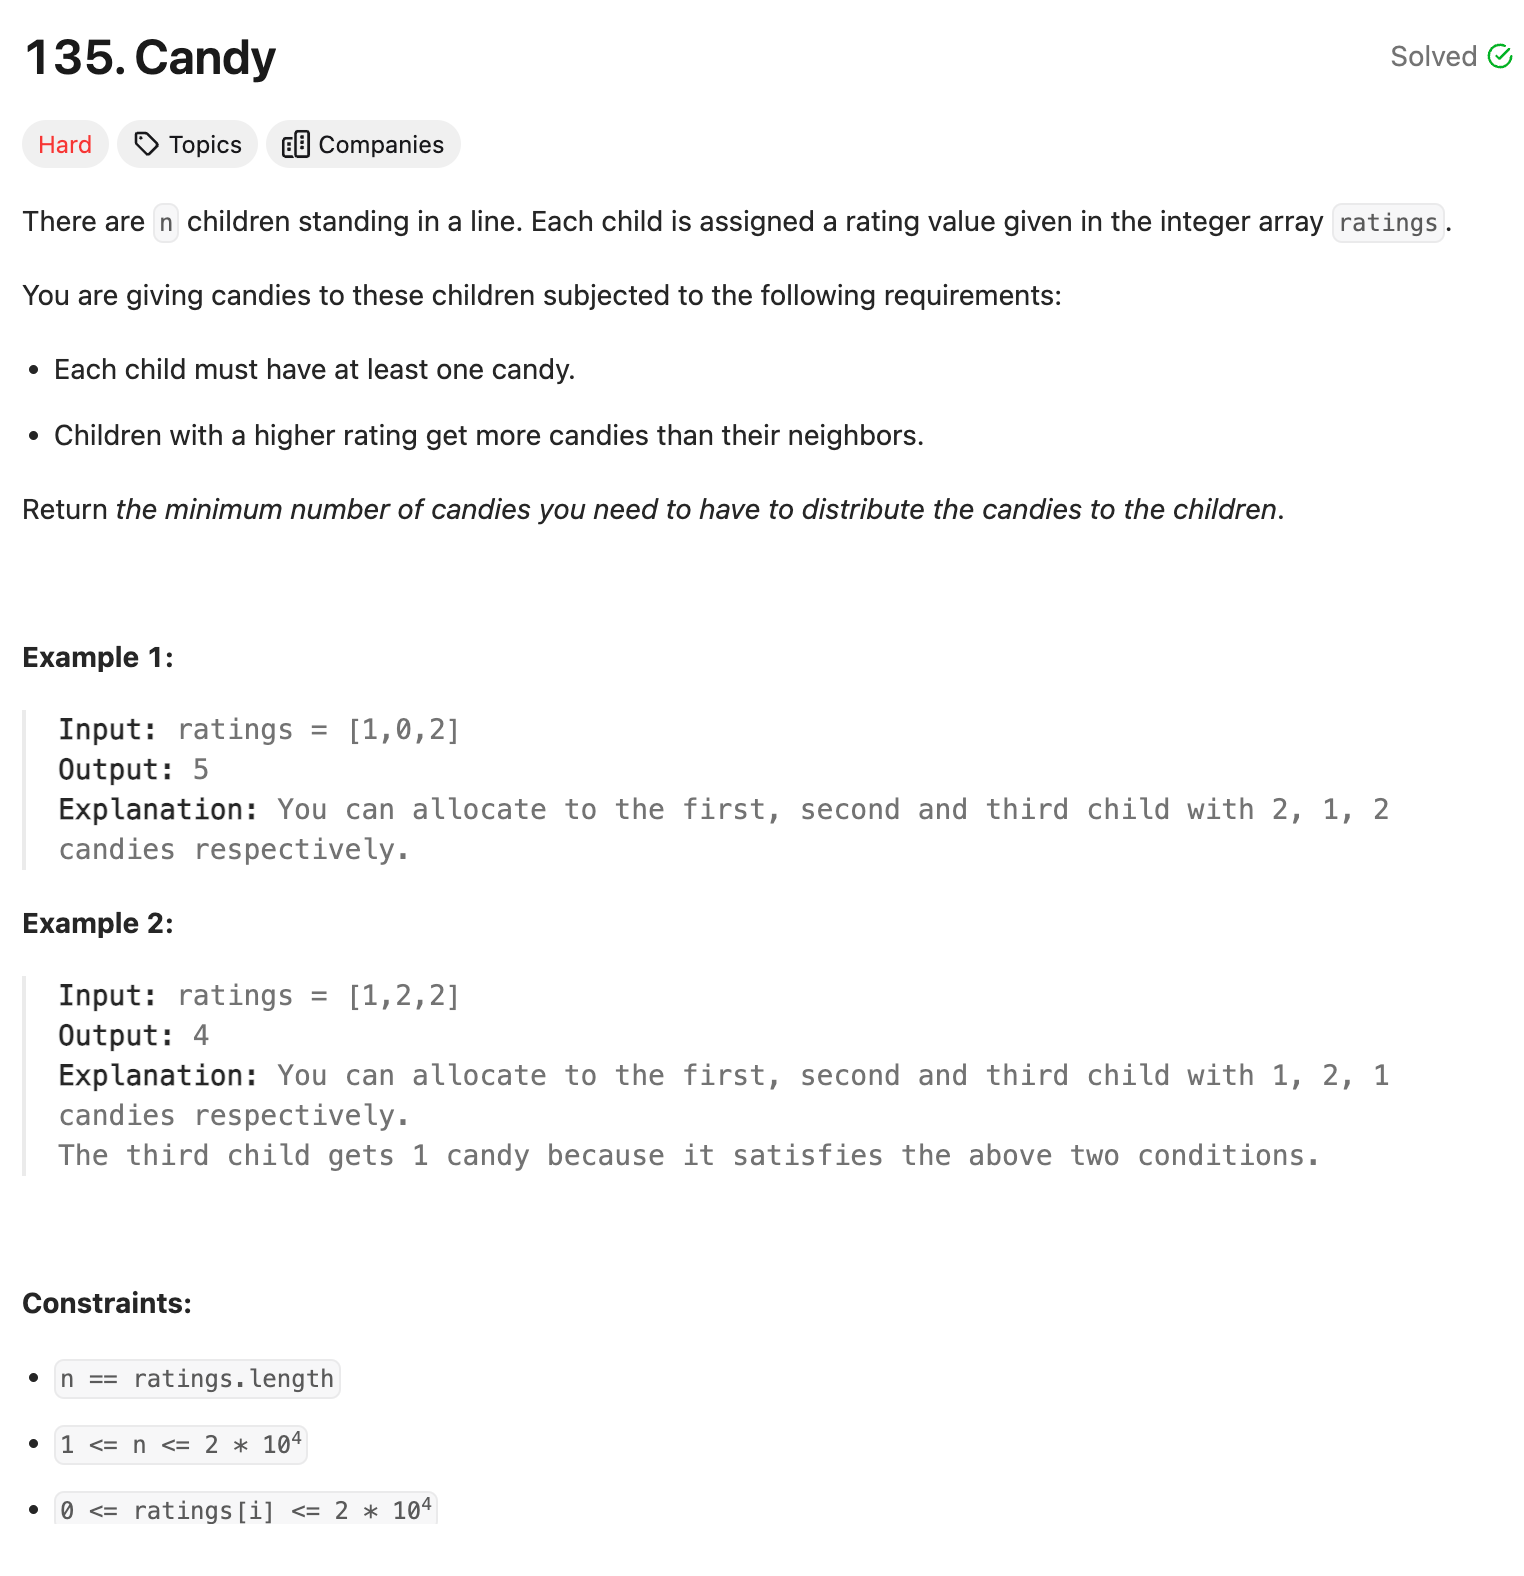 135. Candy
Solved
Hard
Topics
Companies
There are n children standing in a line. Each child is assigned a rating value given in the integer array ratings.
You are giving candies to these children subjected to the following requirements:
• Each child must have at least one candy.
• Children with a higher rating get more candies than their neighbors.
Return the minimum number of candies you need to have to distribute the candies to the children.
Example 1:
Input: ratings = [1,0,2]
Output: 5
Explanation: You can allocate to the first, second and third child with 2, 1, 2
candies respectively.
Example 2:
Input: ratings = [1,2,2]
Output: 4
Explanation: You can allocate to the first, second and third child with 1, 2, 1
candies respectively.
The third child gets 1 candy because it satisfies the above two conditions.
Constraints:
• n == ratings.length
• 1 <= n <= 2 * 10⁴
• 0 <= ratings[i] <= 2 * 10⁴